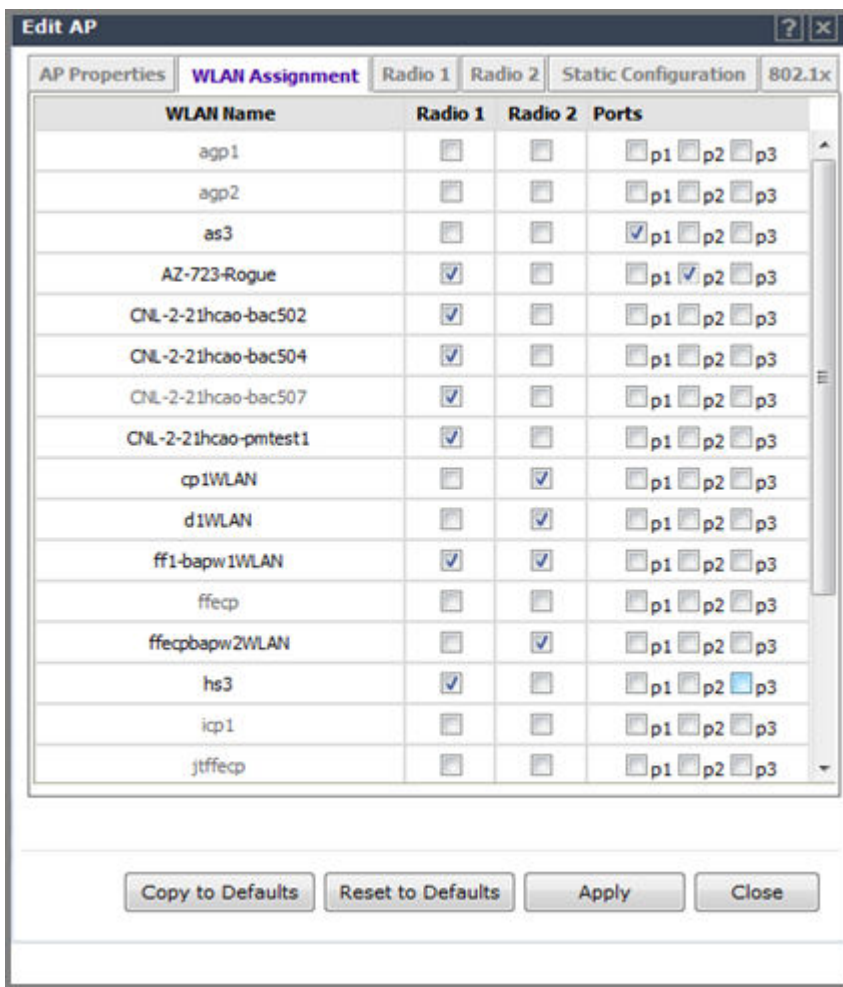 Edit AP ? x
AP Properties WLAN Assignment Radio 1 Radio 2 Static Configuration 802.1x
WLAN Name Radio 1 Radio 2 Ports
agp1 p1 p2 p3
agp2 p1 p2 p3
as3 p1 p2 p3
AZ-723-Rogue p1 p2 p3
CNL-2-21hcao-bac502 p1 p2 p3
CNL-2-21hcao-bac504 p1 p2 p3
CNL-2-21hcao-bac507 p1 p2 p3
CNL-2-21hcao-pmtest1 p1 p2 p3
cp1WLAN p1 p2 p3
d1WLAN p1 p2 p3
ff1-bapw1WLAN p1 p2 p3
ffecp p1 p2 p3
ffecpbapw2WLAN p1 p2 p3
hs3 p1 p2 p3
icp1 p1 p2 p3
jtffecp p1 p2 p3
Copy to Defaults Reset to Defaults Apply Close